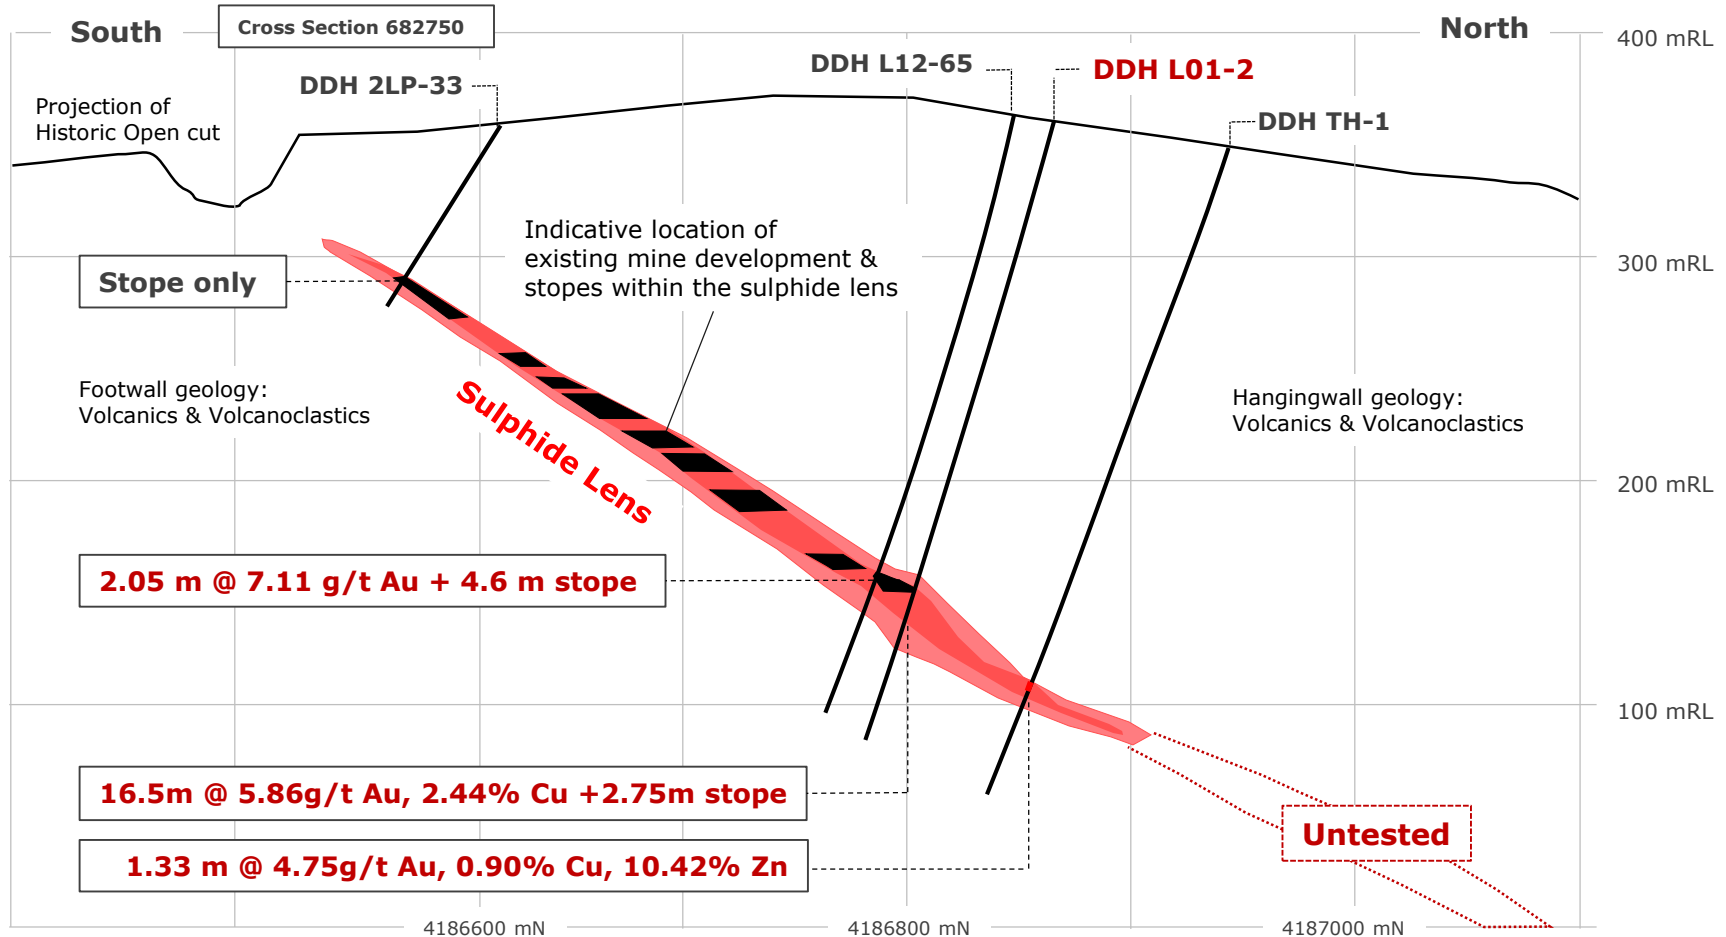 South
Cross Section 682750
North
400 mRL
DDH 2LP-33
DDH L12-65
DDH L01-2
DDH TH-1
Projection of
Historic Open cut
Indicative location of
existing mine development &
stopes within the sulphide lens
Stope only
300 mRL
Footwall geology:
Volcanics & Volcanoclastics
Sulphide Lens
Hangingwall geology:
Volcanics & Volcanoclastics
200 mRL
2.05 m @ 7.11 g/t Au + 4.6 m stope
100 mRL
16.5m @ 5.86g/t Au, 2.44% Cu +2.75m stope
Untested
1.33 m @ 4.75g/t Au, 0.90% Cu, 10.42% Zn
4186600 mN
4186800 mN
4187000 mN